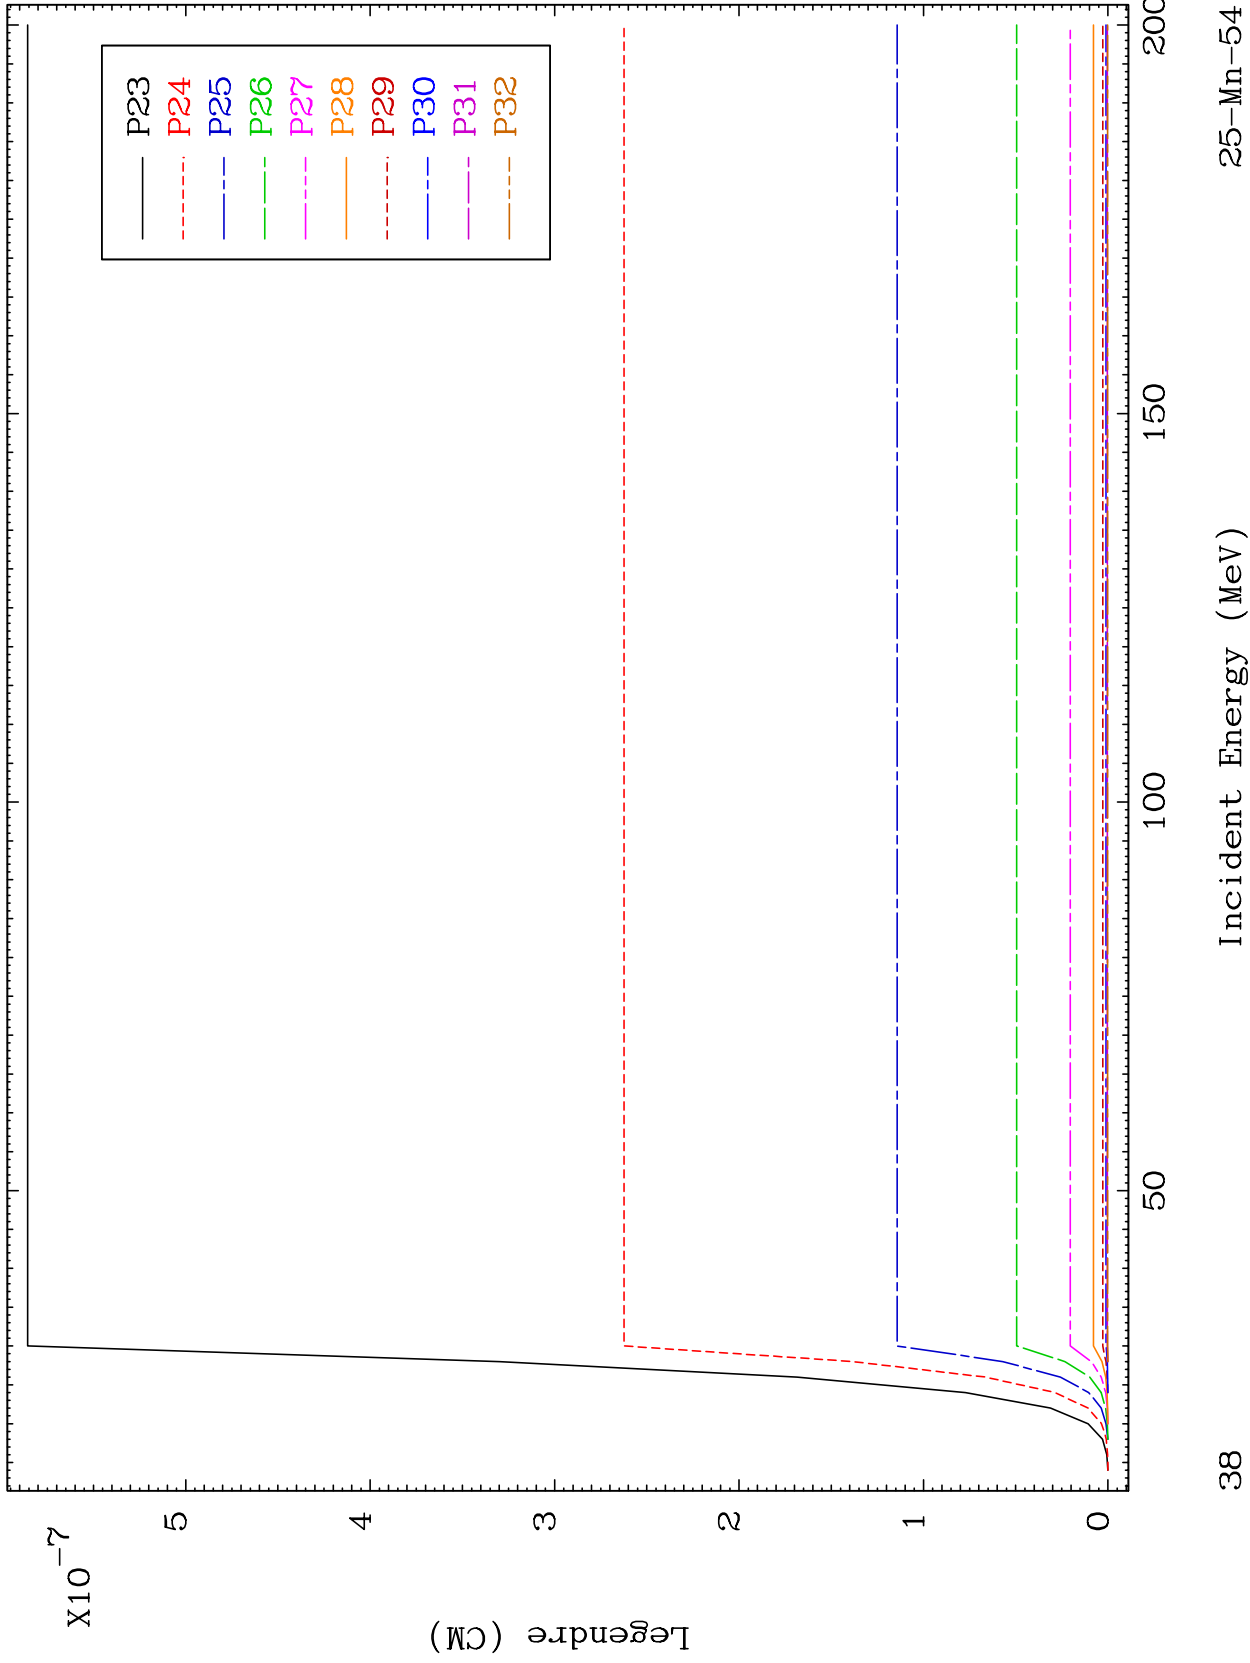 X10-7
Legendre (CM)
5
4
3
2
1
0
P23
P24
P25
P26
P27
P28
P29
P30
P31
P32
50
100
150
200
38
Incident Energy (MeV)
25-Mn-54